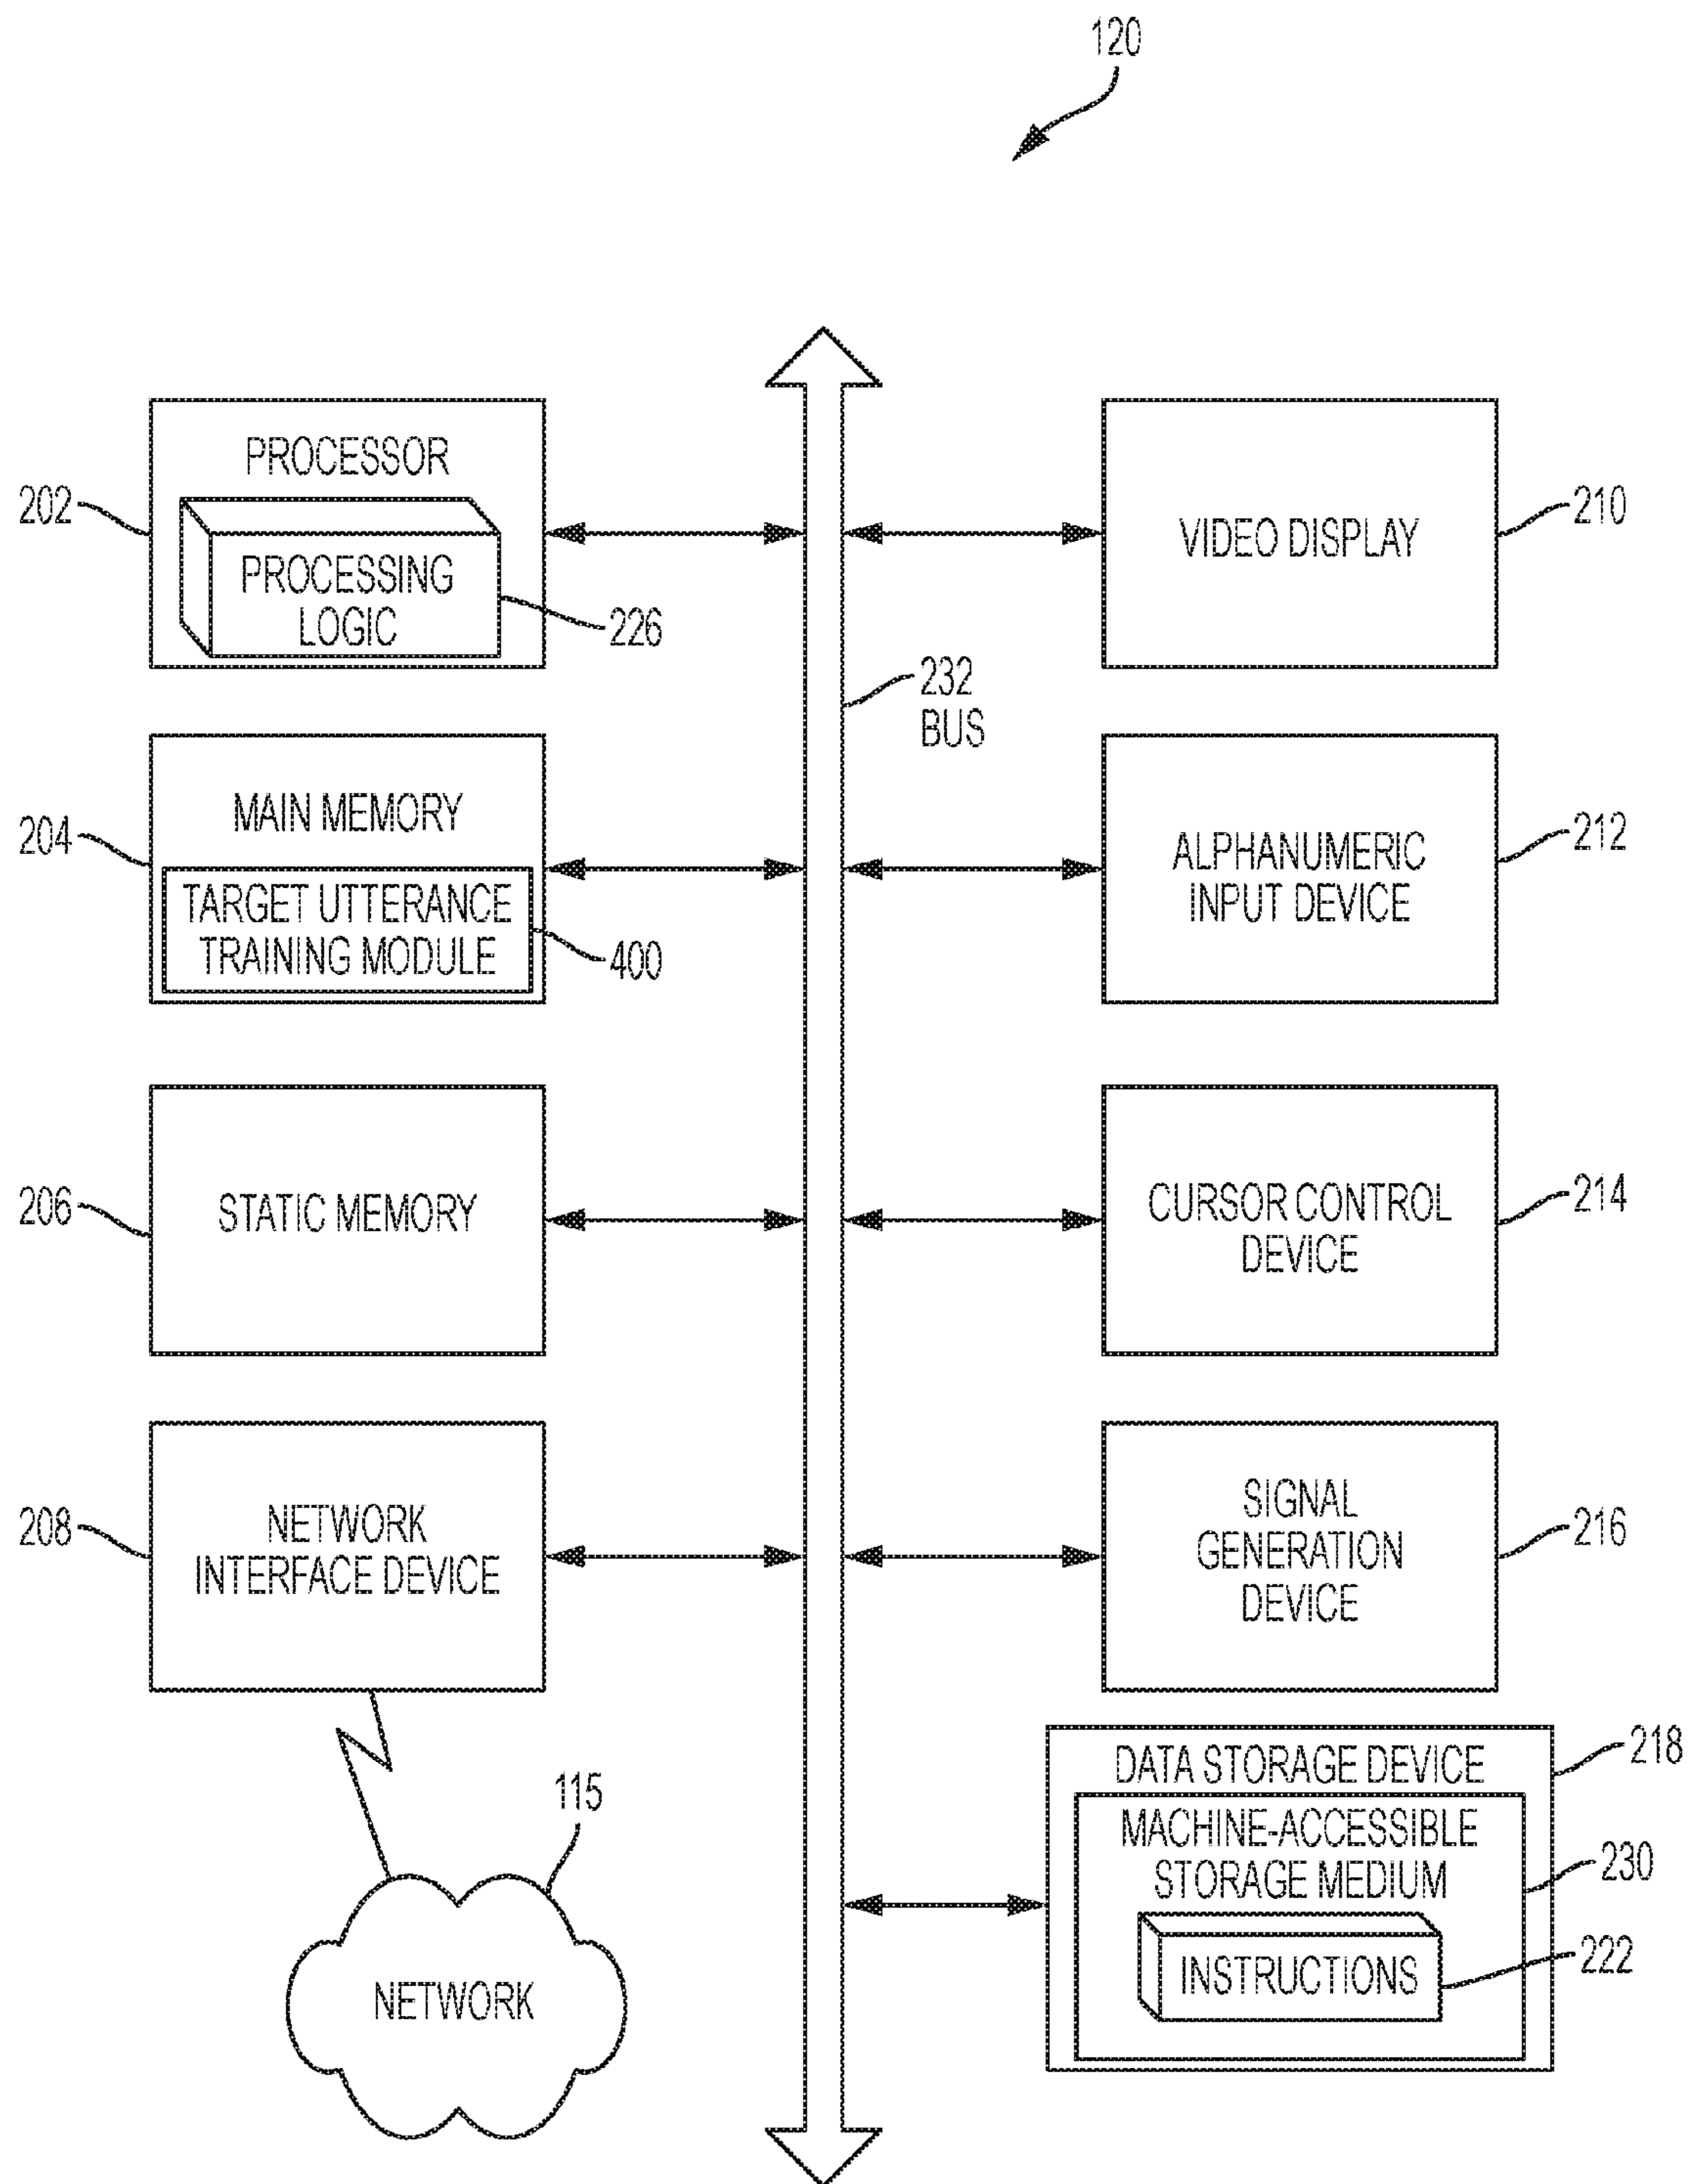 120
PROCESSOR
202
PROCESSING
LOGIC
226
VIDEO DISPLAY
210
232
BUS
MAIN MEMORY
204
TARGET UTTERANCE
TRAINING MODULE
400
ALPHANUMERIC
INPUT DEVICE
212
206
STATIC MEMORY
CURSOR CONTROL
DEVICE
214
208
NETWORK
INTERFACE DEVICE
SIGNAL
GENERATION
DEVICE
216
115
NETWORK
DATA STORAGE DEVICE
218
MACHINE-ACCESSIBLE
STORAGE MEDIUM
230
INSTRUCTIONS
222